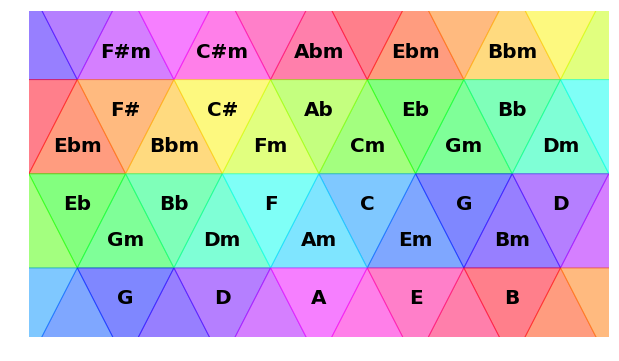 F#m C#m Abm Ebm Bbm
F# C# Ab Eb Bb
Ebm Bbm Fm Cm Gm Dm
Eb Bb F C G D
Gm Dm Am Em Bm
G D A E B